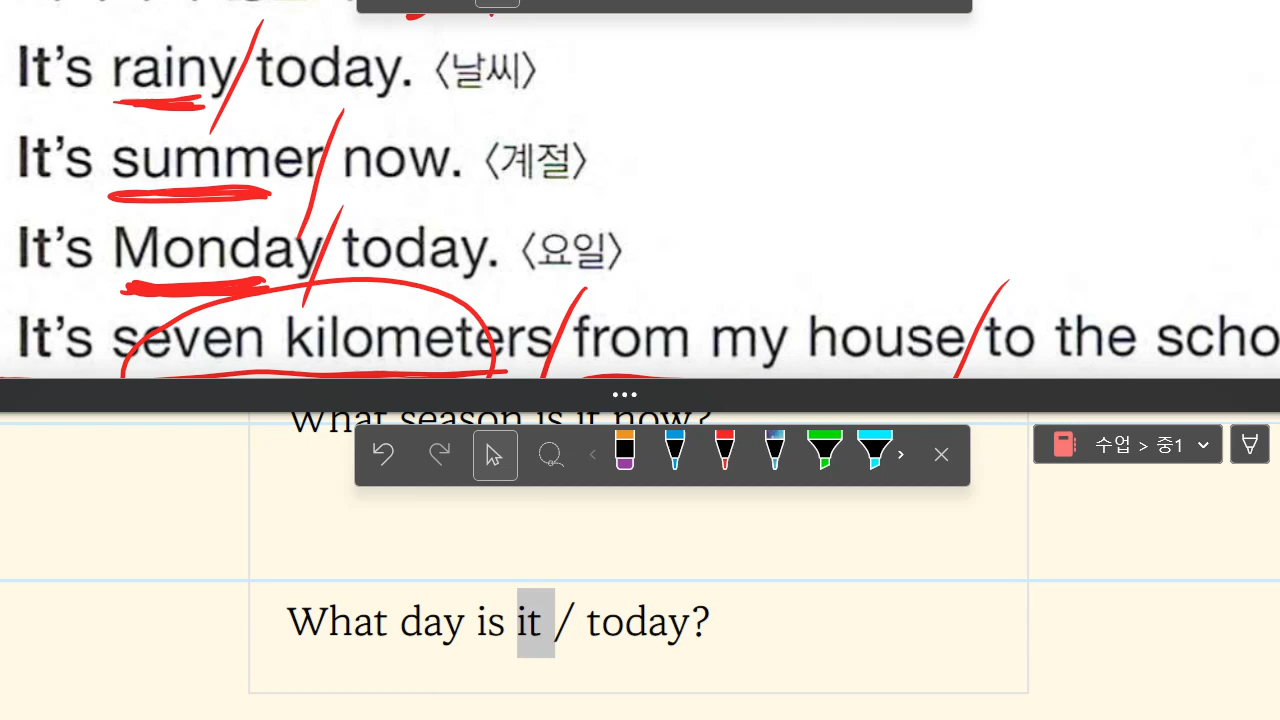 It's rainy today. 〈날씨〉
It's summer now. 〈계절〉
It's Monday today. 〈요일〉
It's seven kilometers from my house to the scho
What season is it now?
수업 > 중1
What day is it / today?